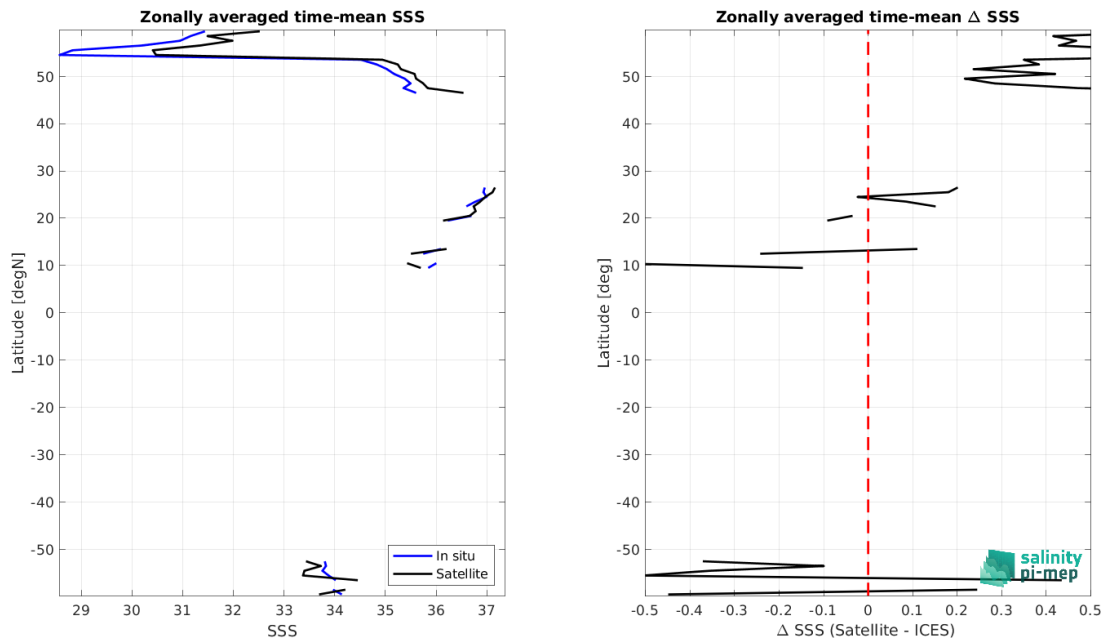 Zonally averaged time-mean SSS
Latitude [degN]
50
40
30
20
10
0
-10
-20
-30
-40
-50
29 30 31 32 33 34 35 36 37
SSS
In situ
Satellite
Zonally averaged time-mean Δ SSS
Latitude [deg]
50
40
30
20
10
0
-10
-20
-30
-40
-50
-0.5 -0.4 -0.3 -0.2 -0.1 0 0.1 0.2 0.3 0.4 0.5
Δ SSS (Satellite - ICES)
salinity
pi-mep